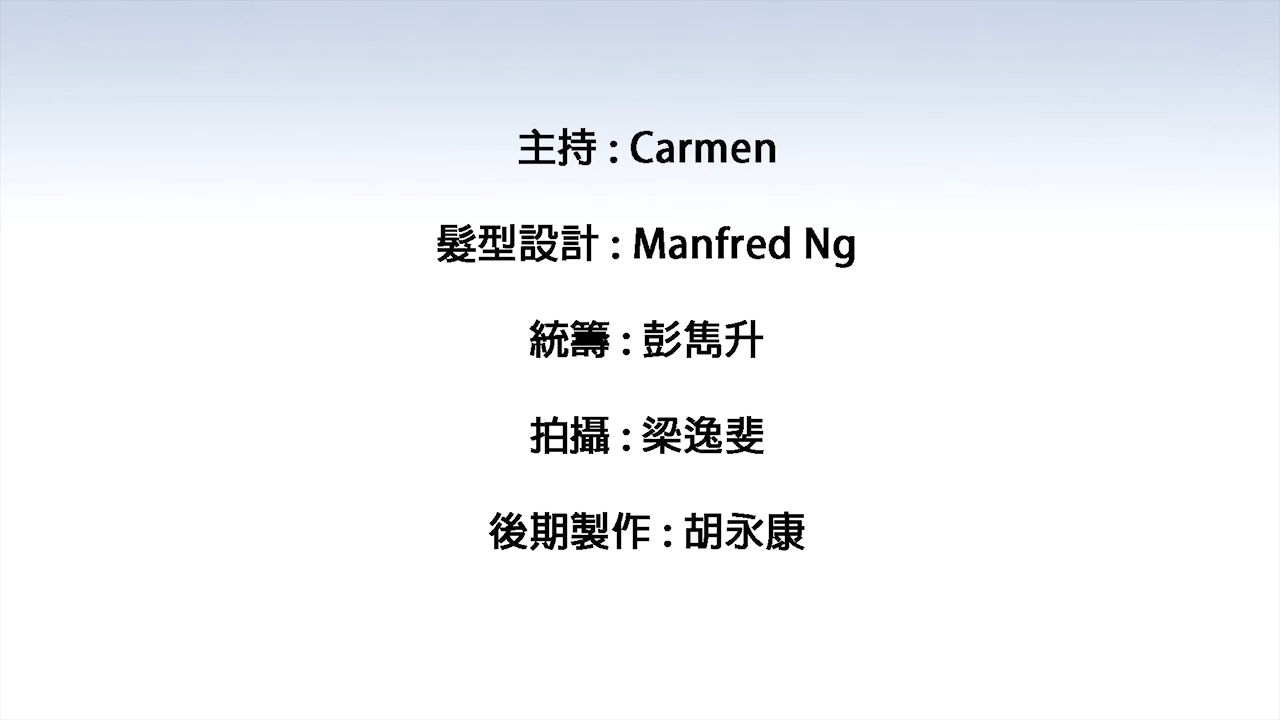 主持 : Carmen
髮型設計 : Manfred Ng
統籌 : 彭雋升
拍攝 : 梁逸斐
後期製作 : 胡永康